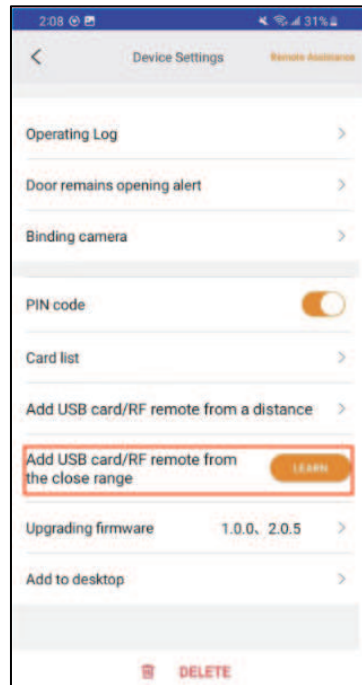 2:08 31%
Device Settings Remote Assistance
Operating Log
Door remains opening alert
Binding camera
PIN code
Card list
Add USB card/RF remote from a distance
Add USB card/RF remote from
the close range LEARN
Upgrading firmware 1.0.0、2.0.5
Add to desktop
DELETE